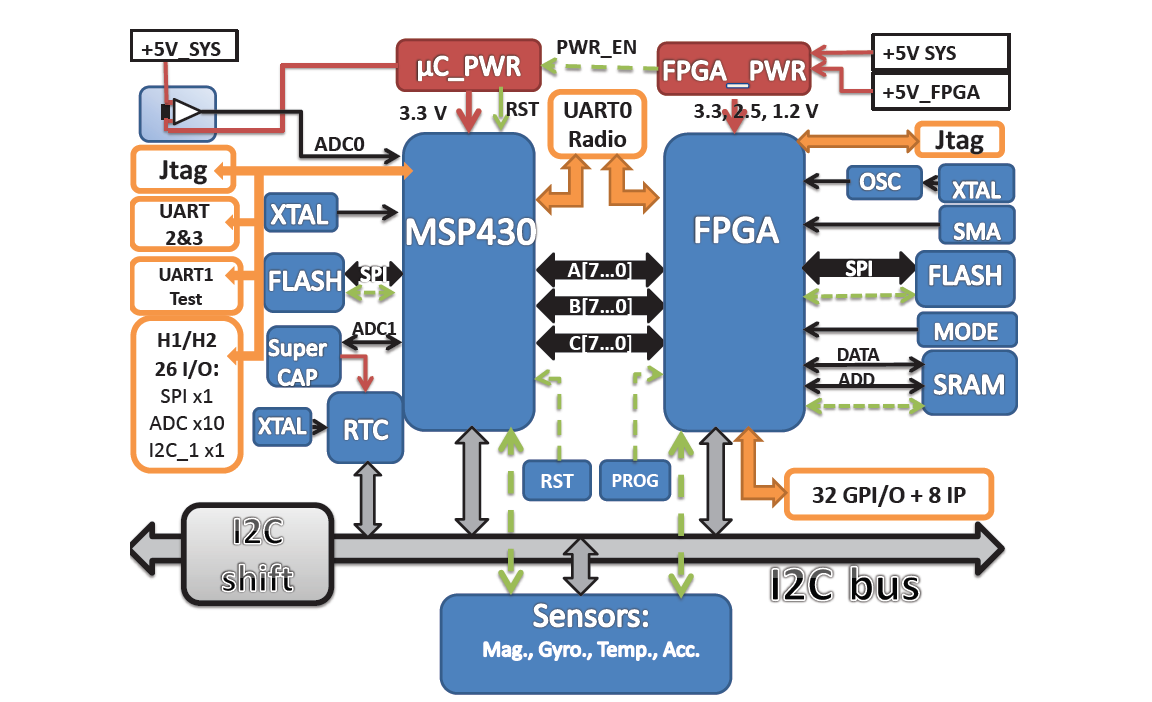 +5V_SYS
µC_PWR
PWR_EN
FPGA_PWR
+5V SYS
+5V_FPGA
3.3 V
RST
UART0
Radio
3.3, 2.5, 1.2 V
ADC0
Jtag
Jtag
UART
2&3
XTAL
MSP430
FPGA
OSC
XTAL
SMA
UART1
Test
FLASH
SPI
A[7...0]
SPI
FLASH
B[7...0]
H1/H2
26 I/O:
SPI x1
ADC x10
I2C_1 x1
Super
CAP
ADC1
C[7...0]
MODE
DATA
ADD
SRAM
XTAL
RTC
RST
PROG
32 GPI/O + 8 IP
I2C
shift
I2C bus
Sensors:
Mag., Gyro., Temp., Acc.